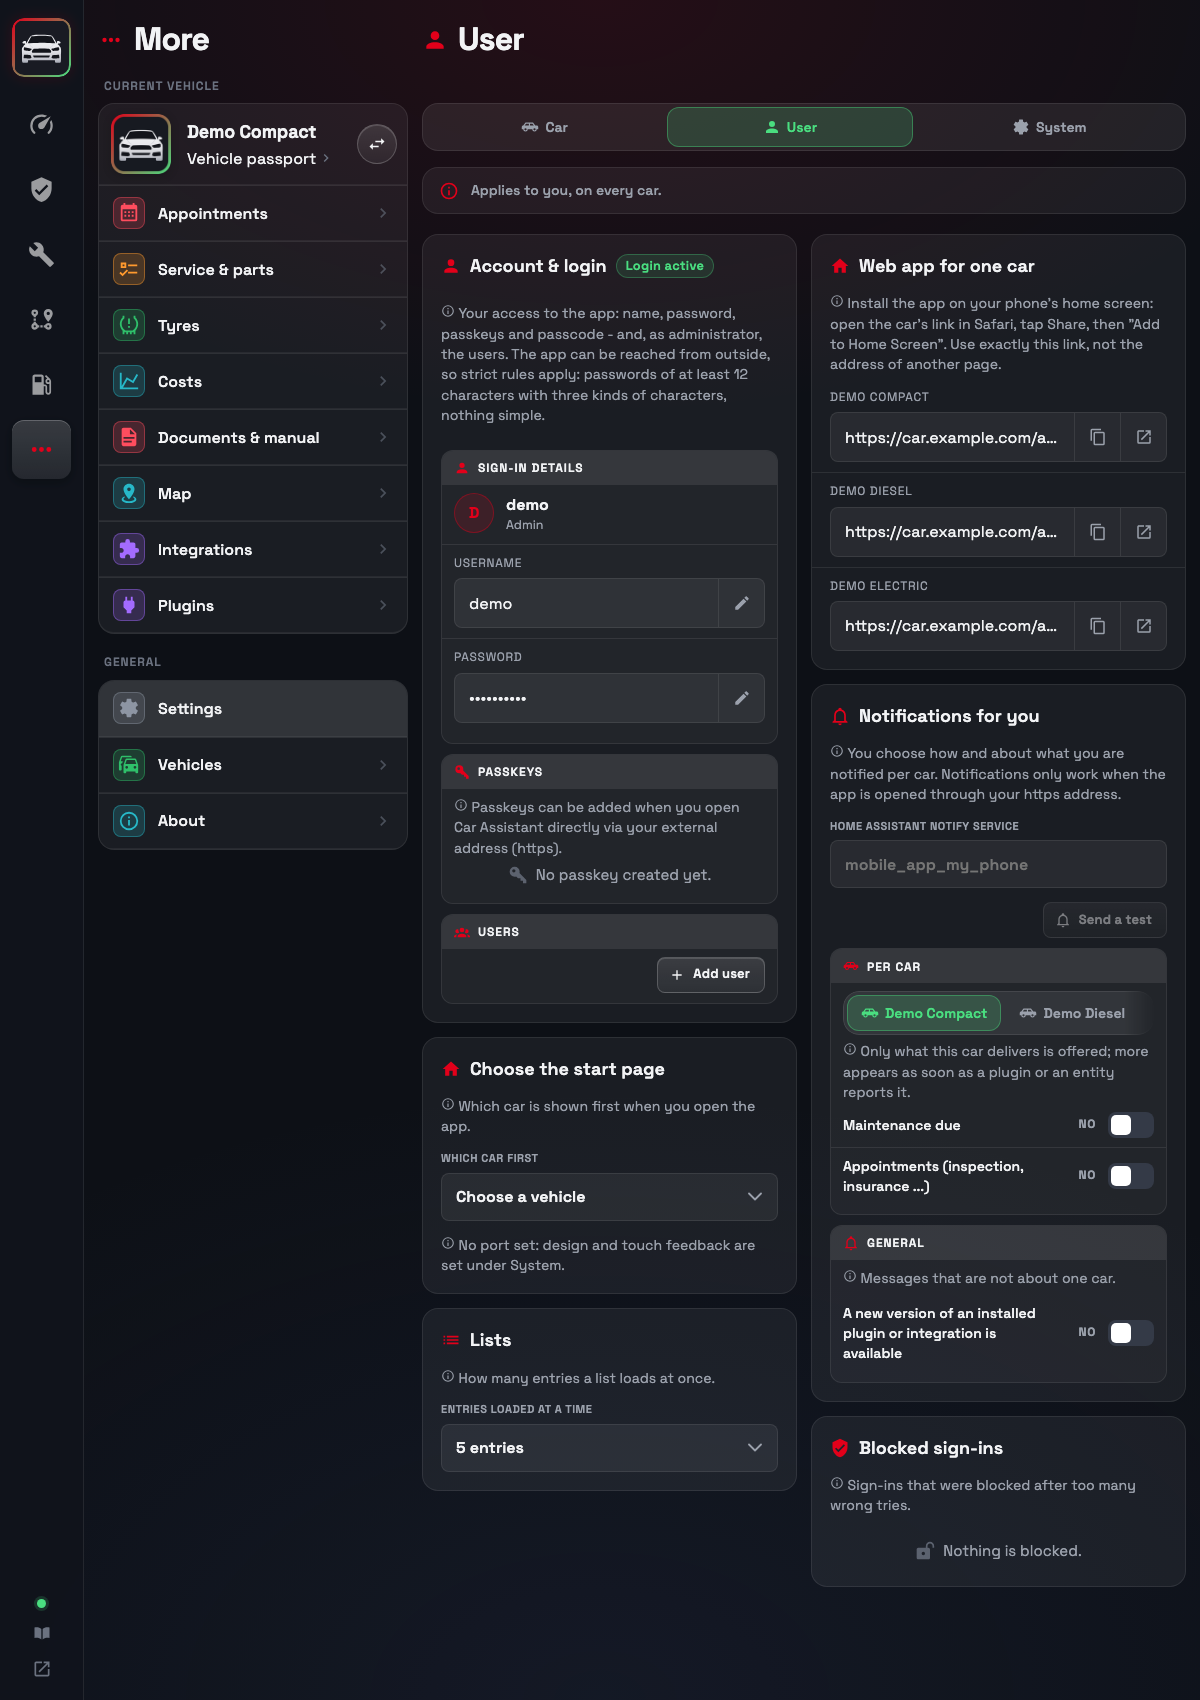 More
CURRENT VEHICLE
Demo Compact
Vehicle passport
Appointments
Service & parts
Tyres
Costs
Documents & manual
Map
Integrations
Plugins
GENERAL
Settings
Vehicles
About
User
Car
User
System
Applies to you, on every car.
Account & login
Login active
Your access to the app: name, password,
passkeys and passcode - and, as administrator,
the users. The app can be reached from outside,
so strict rules apply: passwords of at least 12
characters with three kinds of characters,
nothing simple.
SIGN-IN DETAILS
D
demo
Admin
USERNAME
demo
PASSWORD
••••••••••
PASSKEYS
Passkeys can be added when you open
Car Assistant directly via your external
address (https).
No passkey created yet.
USERS
+ Add user
Choose the start page
Which car is shown first when you open the
app.
WHICH CAR FIRST
Choose a vehicle
No port set: design and touch feedback are
set under System.
Lists
How many entries a list loads at once.
ENTRIES LOADED AT A TIME
5 entries
Web app for one car
Install the app on your phone's home screen:
open the car's link in Safari, tap Share, then "Add
to Home Screen". Use exactly this link, not the
address of another page.
DEMO COMPACT
https://car.example.com/a...
DEMO DIESEL
https://car.example.com/a...
DEMO ELECTRIC
https://car.example.com/a...
Notifications for you
You choose how and about what you are
notified per car. Notifications only work when the
app is opened through your https address.
HOME ASSISTANT NOTIFY SERVICE
mobile_app_my_phone
Send a test
PER CAR
Demo Compact
Demo Diesel
Only what this car delivers is offered; more
appears as soon as a plugin or an entity
reports it.
Maintenance due
NO
Appointments (inspection,
insurance ...)
NO
GENERAL
Messages that are not about one car.
A new version of an installed
plugin or integration is
available
NO
Blocked sign-ins
Sign-ins that were blocked after too many
wrong tries.
Nothing is blocked.